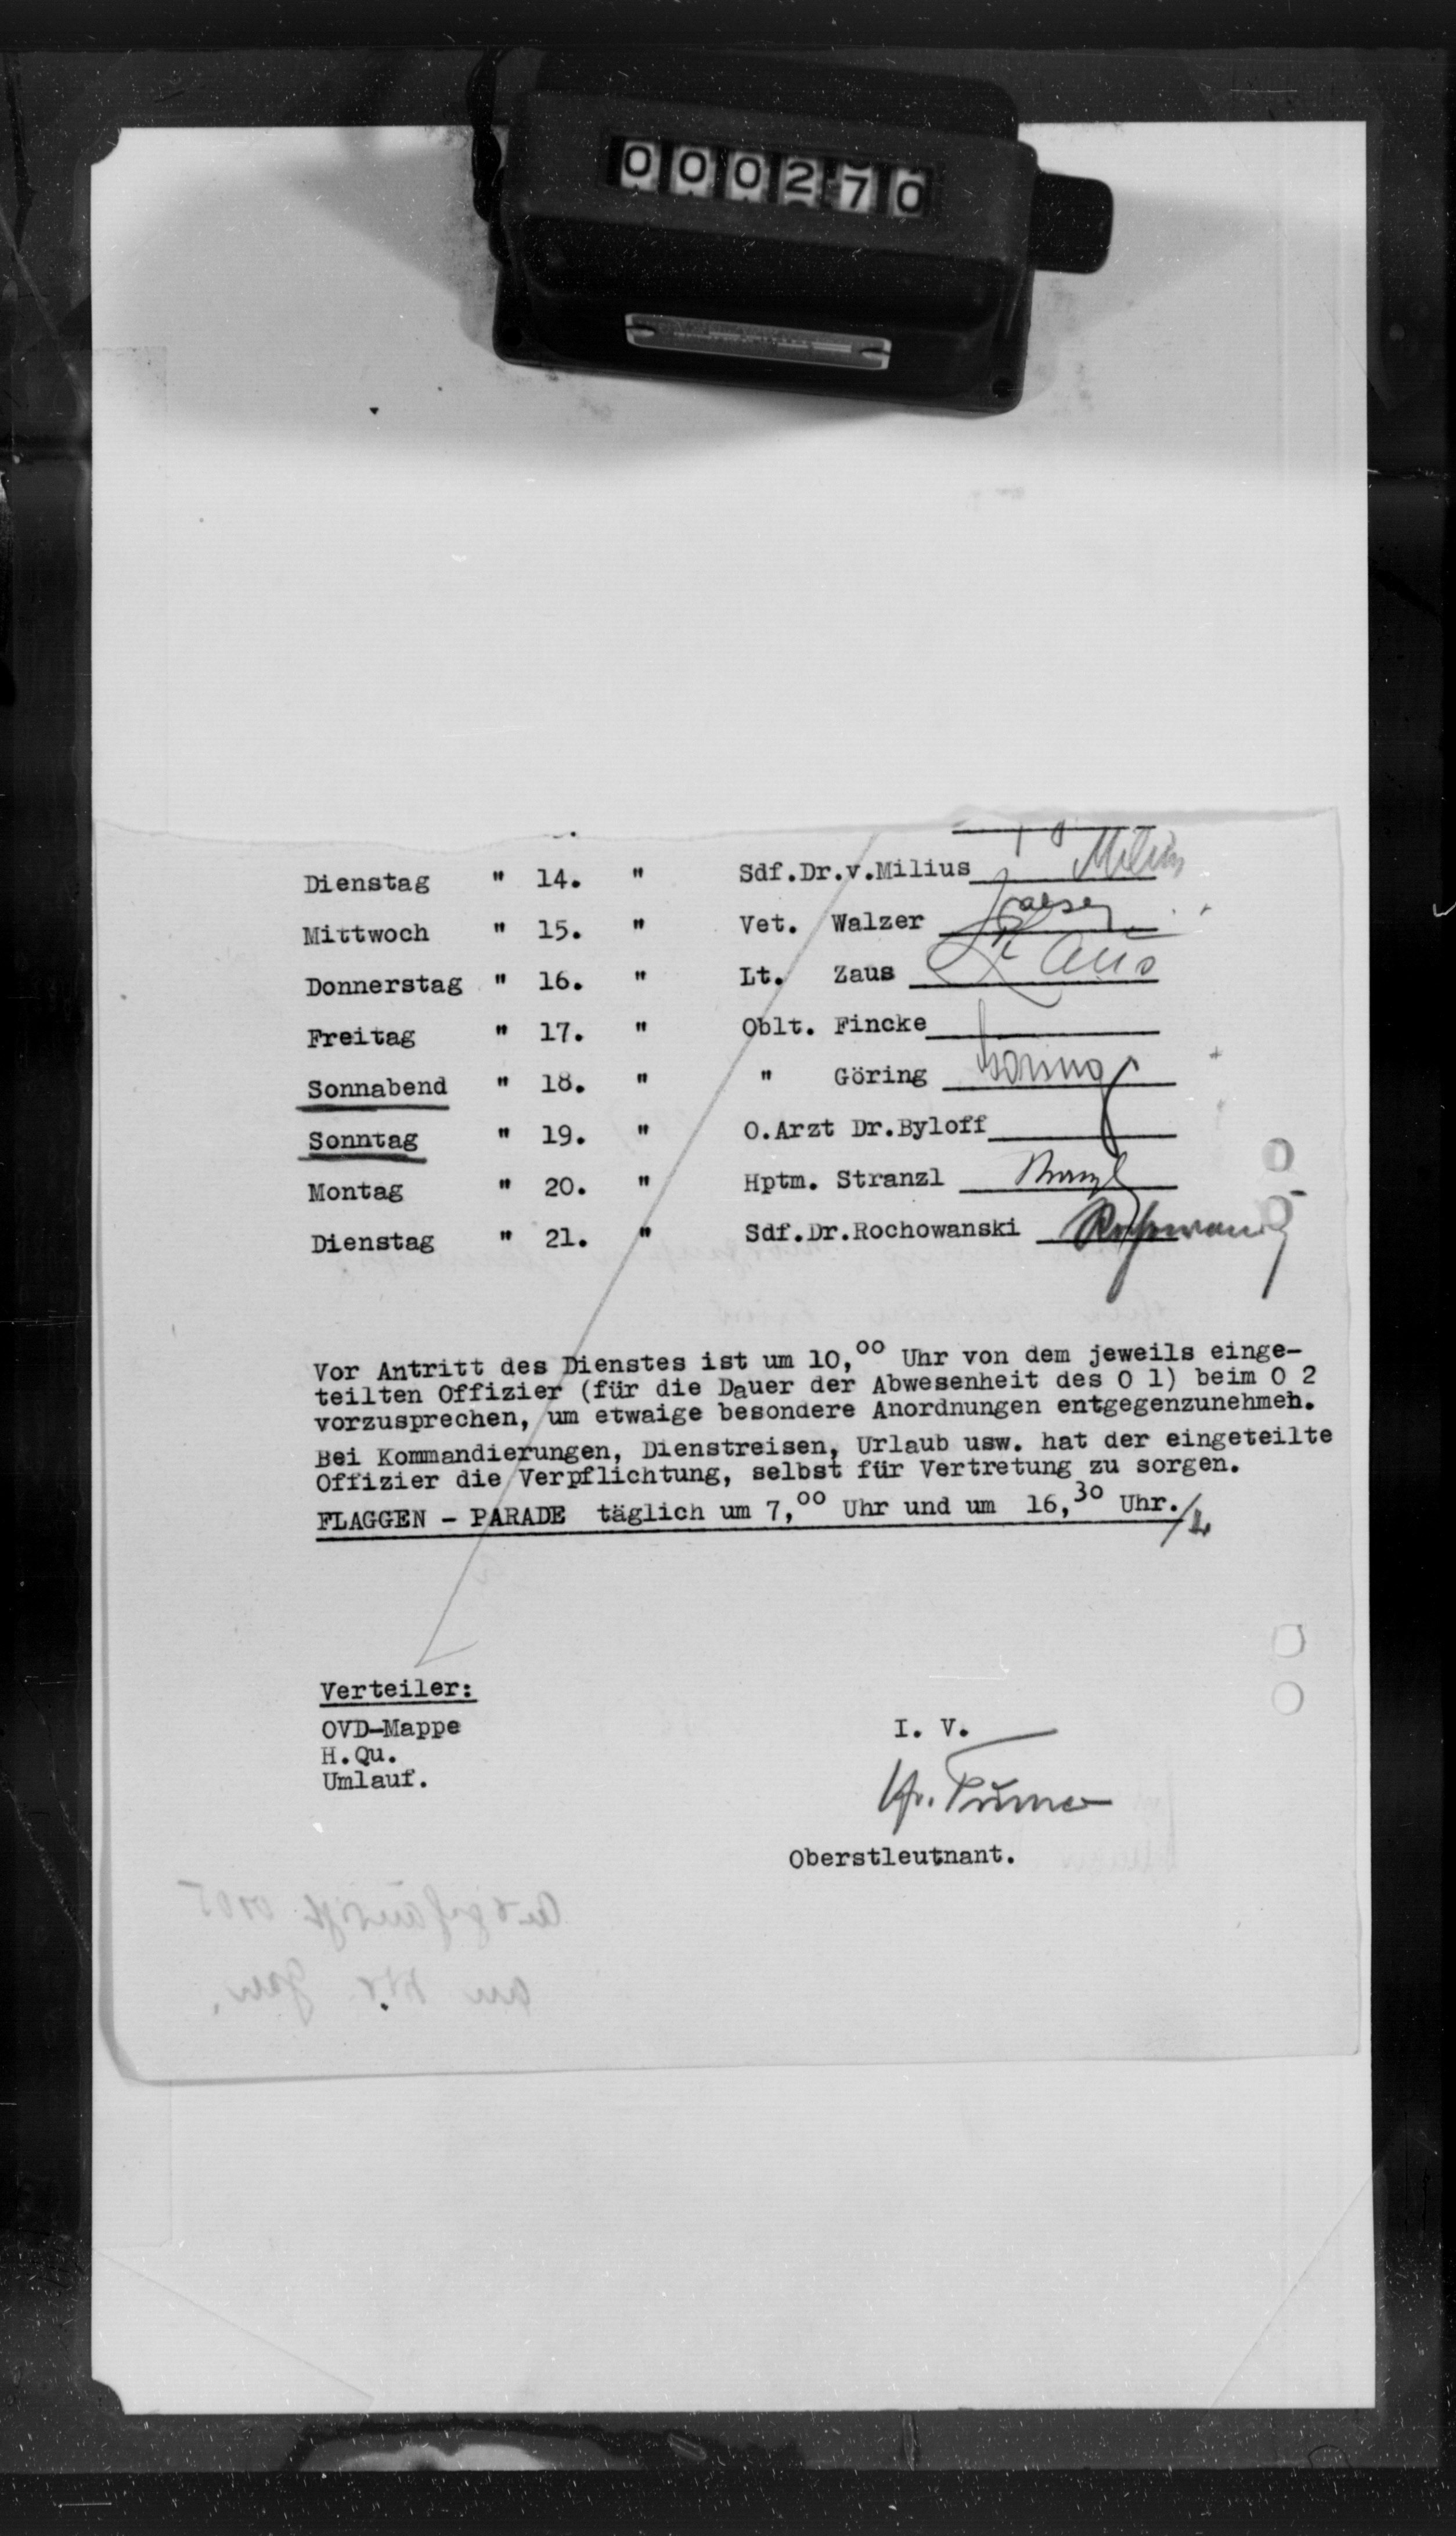 000270
Dienstag " 14. " Sdf.Dr.v.Milius Milius
Mittwoch " 15. " Vet. Walzer
Donnerstag " 16. " Lt. Zaus Zaus
Freitag " 17. " Oblt. Fincke
Sonnabend " 18. " " Göring
Sonntag " 19. " O.Arzt Dr.Byloff
Montag " 20. " Hptm. Stranzl
Dienstag " 21. " Sdf.Dr.Rochowanski
Vor Antritt des Dienstes ist um 10,00 Uhr von dem jeweils einge-
teilten Offizier (für die Dauer der Abwesenheit des O 1) beim O 2
vorzusprechen, um etwaige besondere Anordnungen entgegenzunehmen.
Bei Kommandierungen, Dienstreisen, Urlaub usw. hat der eingeteilte
Offizier die Verpflichtung, selbst für Vertretung zu sorgen.
FLAGGEN - PARADE täglich um 7,00 Uhr und um 16,30 Uhr.
Verteiler:
OVD-Mappe
H.Qu.
Umlauf.
I. V.
Oberstleutnant.